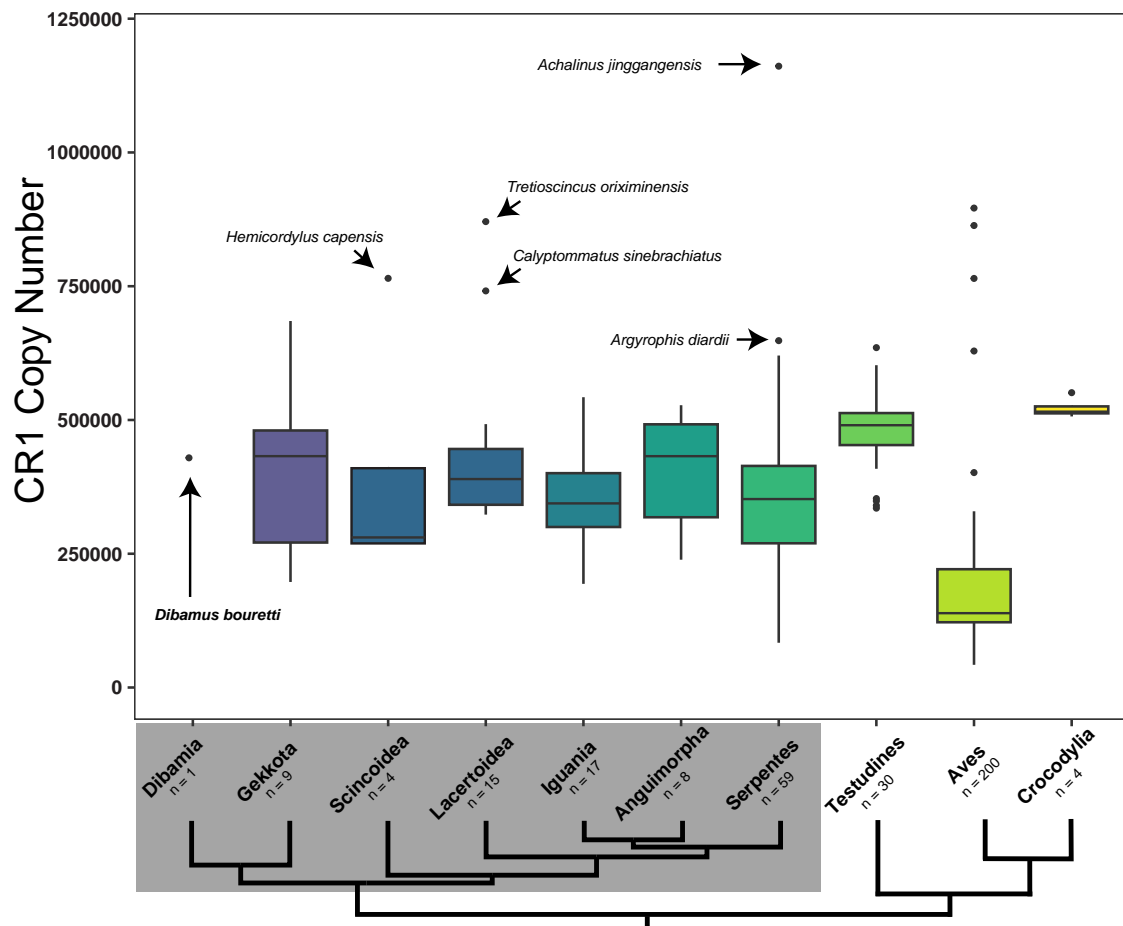 CR1 Copy Number
1250000
1000000
750000
500000
250000
0
Achalinus jinggangensis
Tretioscincus oriximinensis
Hemicordylus capensis
Calyptommatus sinebrachiatus
Argyrophis diardii
Dibamus bouretti
Dibamia
n = 1
Gekkota
n = 9
Scincoidea
n = 4
Lacertoidea
n = 15
Iguania
n = 17
Anguimorpha
n = 8
Serpentes
n = 59
Testudines
n = 30
Aves
n = 200
Crocodylia
n = 4